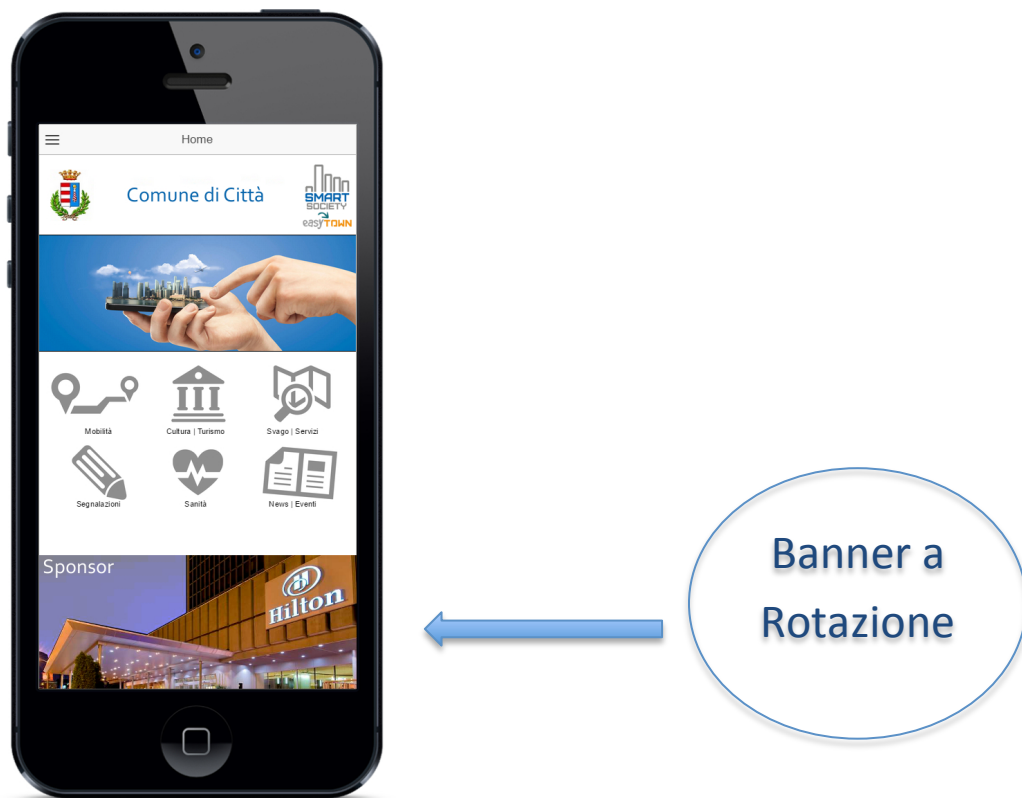 Home
Comune di Città
SMART
SOCIETY
easyTOWN
Mobilità
Cultura | Turismo
Svago | Servizi
Segnalazioni
Sanità
News | Eventi
Sponsor
Hilton
Banner a
Rotazione